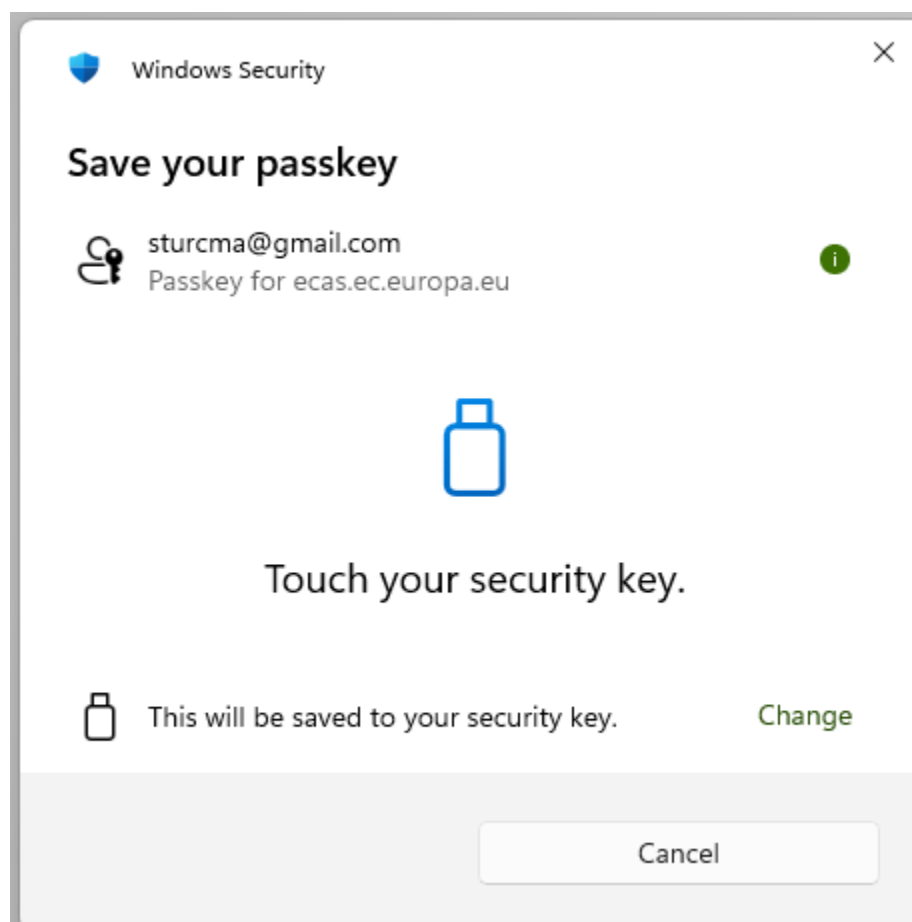 Windows Security
Save your passkey
sturcma@gmail.com
Passkey for ecas.ec.europa.eu
Touch your security key.
This will be saved to your security key.
Change
Cancel